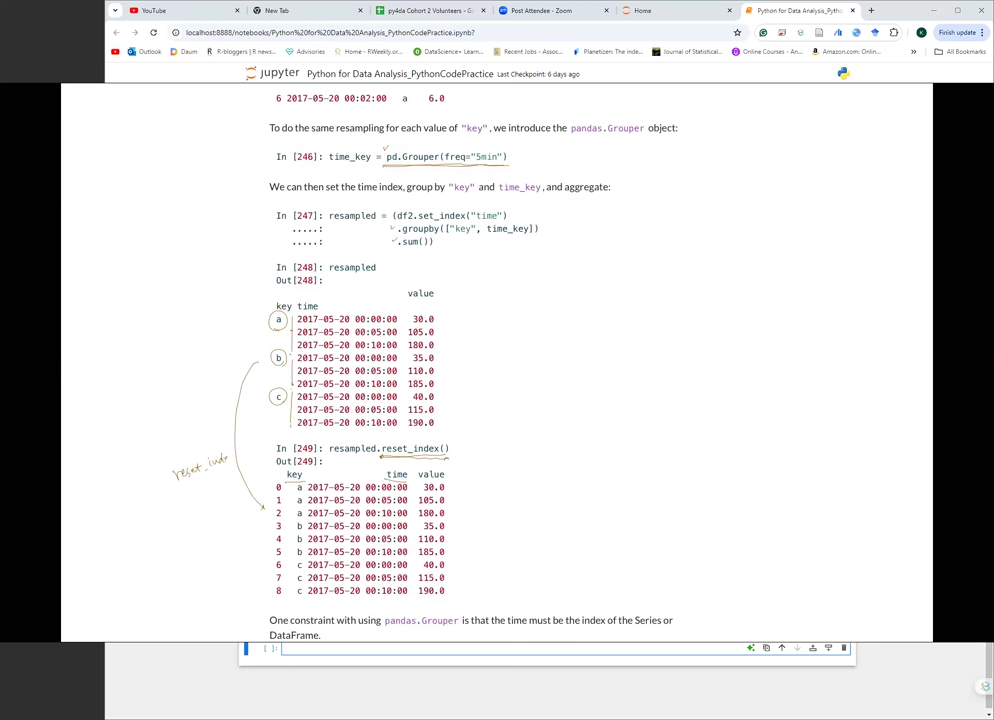 YouTube
New Tab
py4da Cohort 2 Volunteers - G
Post Attendee - Zoom
Home
Python for Data Analysis_Python
localhost:8888/notebooks/Python%20for%20Data%20Analysis_PythonCodePractice.ipynb?
K
Finish update
Outlook
Daum
R-bloggers | R news...
Advisories
Home - RWeekly.or...
DataScience+ Learn...
Recent Jobs - Assoc...
Planetizen: The inde...
Journal of Statistical...
Online Courses - An...
Amazon.com: Onlin...
»
All Bookmarks
jupyter Python for Data Analysis_PythonCodePractice Last Checkpoint: 6 days ago
6 2017-05-20 00:02:00 a 6.0
To do the same resampling for each value of "key", we introduce the pandas.Grouper object:
In [246]: time_key = pd.Grouper(freq="5min")
We can then set the time index, group by "key" and time_key, and aggregate:
In [247]: resampled = (df2.set_index("time")
.....: .groupby(["key", time_key])
.....: .sum())
In [248]: resampled
Out[248]:
value
key time
a 2017-05-20 00:00:00 30.0
2017-05-20 00:05:00 105.0
2017-05-20 00:10:00 180.0
b 2017-05-20 00:00:00 35.0
2017-05-20 00:05:00 110.0
2017-05-20 00:10:00 185.0
c 2017-05-20 00:00:00 40.0
2017-05-20 00:05:00 115.0
2017-05-20 00:10:00 190.0
In [249]: resampled.reset_index()
Out[249]:
reset_inde
key time value
0 a 2017-05-20 00:00:00 30.0
1 a 2017-05-20 00:05:00 105.0
2 a 2017-05-20 00:10:00 180.0
3 b 2017-05-20 00:00:00 35.0
4 b 2017-05-20 00:05:00 110.0
5 b 2017-05-20 00:10:00 185.0
6 c 2017-05-20 00:00:00 40.0
7 c 2017-05-20 00:05:00 115.0
8 c 2017-05-20 00:10:00 190.0
One constraint with using pandas.Grouper is that the time must be the index of the Series or
DataFrame.
[ ]: